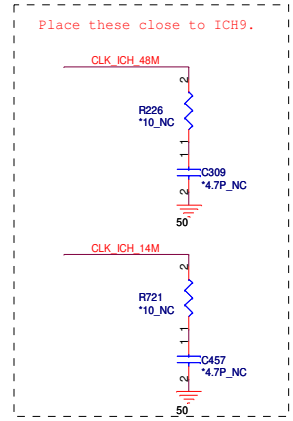 Place these close to ICH9.
CLK_ICH_48M
2
R226
*10_NC
1
1
C309
*4.7P_NC
2
50
CLK_ICH_14M
2
R721
*10_NC
1
1
C457
*4.7P_NC
2
50